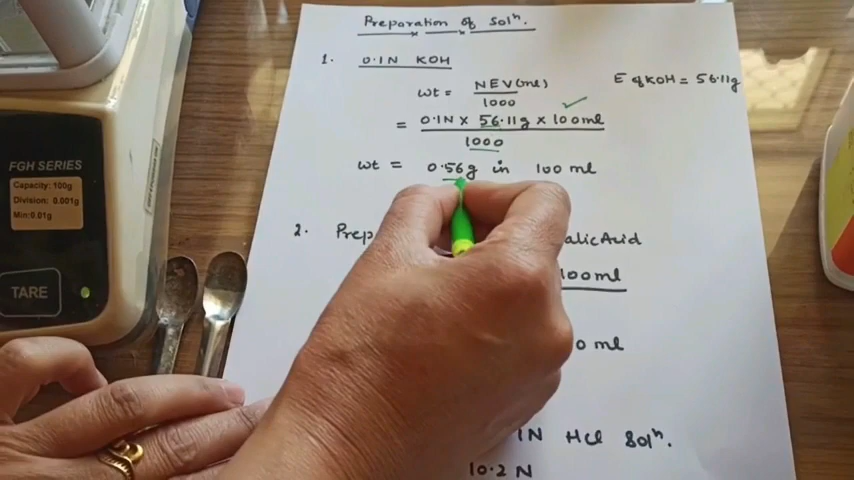 Preparation of Solⁿ.
1. 0.1N KOH
E of KOH = 56.11g
wt = NEV(ml)
1000
= 0.1N x 56.11g x 100ml
1000
wt = 0.56g in 100 ml
2. Prep
alic Acid
100ml
0 ml
1N HCl Solⁿ.
10.2 N
FGH SERIES
Capacity: 100g
Division: 0.001g
Min: 0.01g
TARE